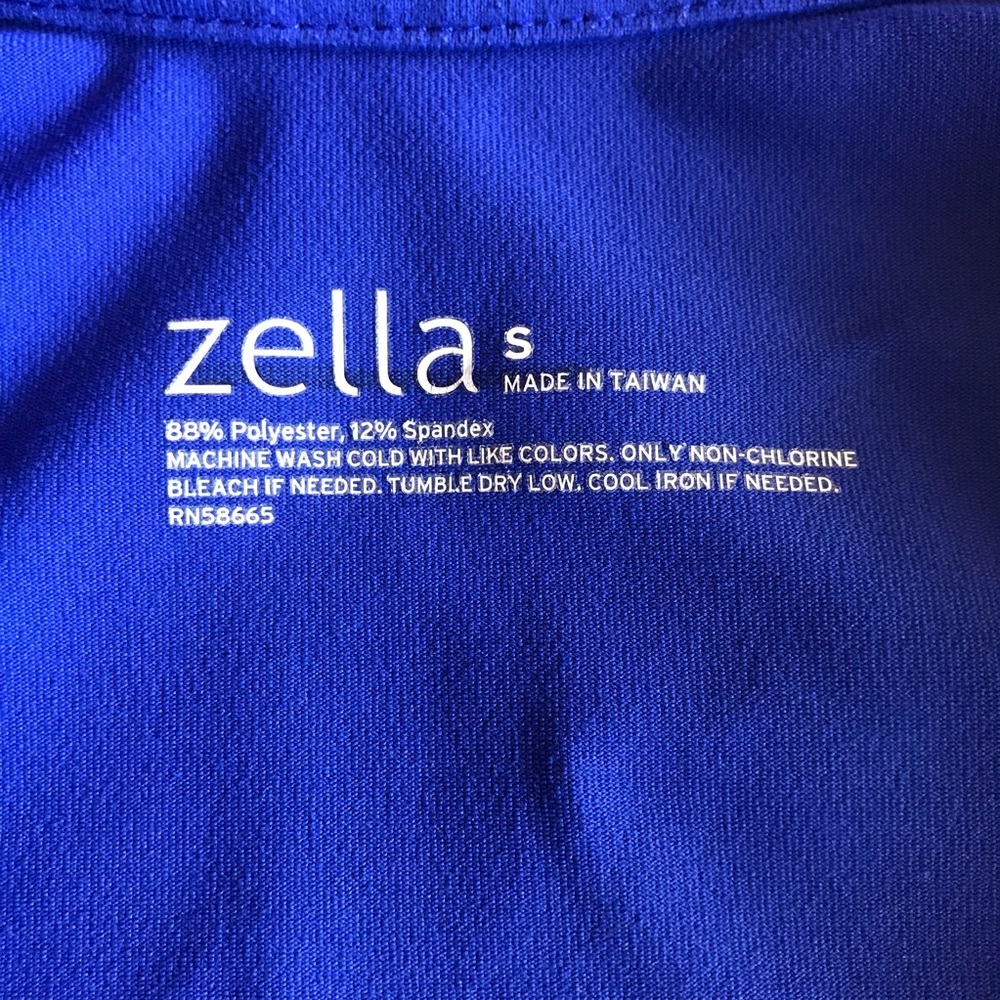 zella S
MADE IN TAIWAN
88% Polyester, 12% Spandex
MACHINE WASH COLD WITH LIKE COLORS. ONLY NON-CHLORINE
BLEACH IF NEEDED. TUMBLE DRY LOW. COOL IRON IF NEEDED.
RN58665